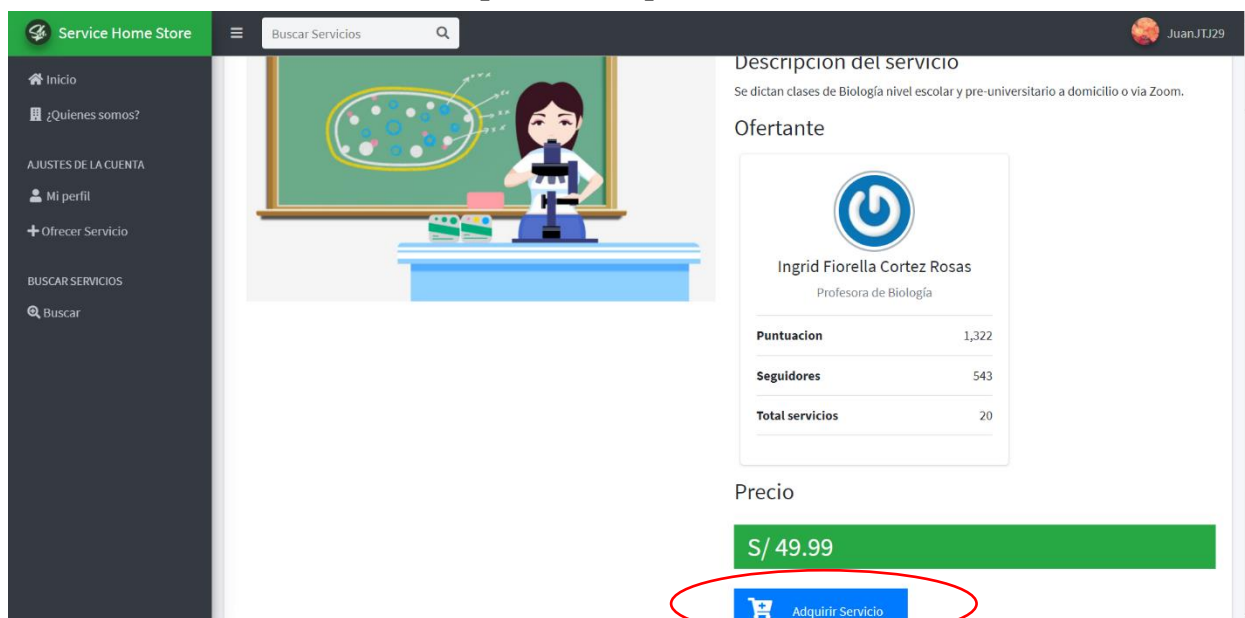 Service Home Store
Buscar Servicios
JuanJTJ29
Inicio
¿Quienes somos?
AJUSTES DE LA CUENTA
Mi perfil
Ofrecer Servicio
BUSCAR SERVICIOS
Buscar
Descripcion del servicio
Se dictan clases de Biología nivel escolar y pre-universitario a domicilio o via Zoom.
Ofertante
Ingrid Fiorella Cortez Rosas
Profesora de Biología
Puntuacion 1,322
Seguidores 543
Total servicios 20
Precio
S/ 49.99
Adquirir Servicio